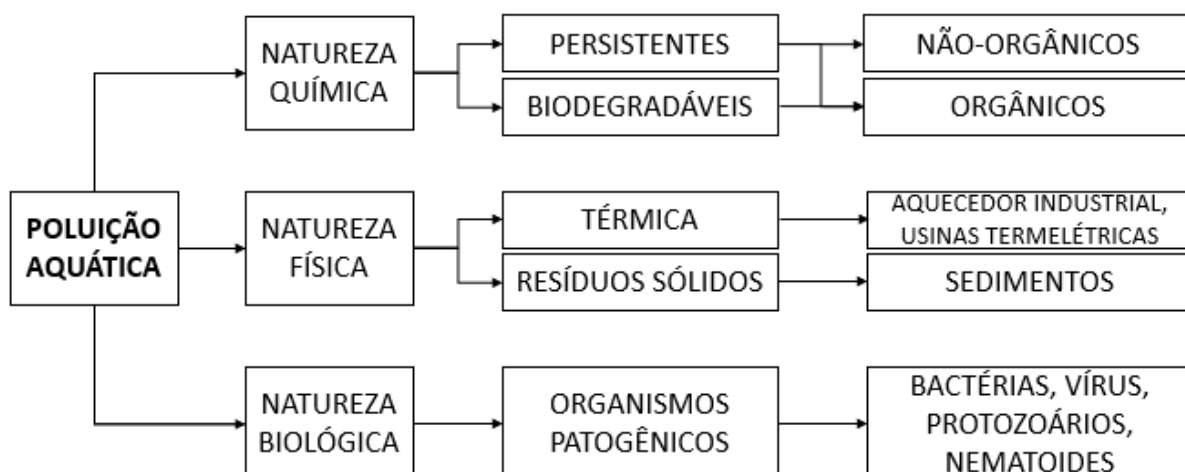 NATUREZA
QUÍMICA
PERSISTENTES
BIODEGRADÁVEIS
NÃO-ORGÂNICOS
ORGÂNICOS
POLUIÇÃO
AQUÁTICA
NATUREZA
FÍSICA
TÉRMICA
RESÍDUOS SÓLIDOS
AQUECEDOR INDUSTRIAL,
USINAS TERMELÉTRICAS
SEDIMENTOS
NATUREZA
BIOLÓGICA
ORGANISMOS
PATOGÊNICOS
BACTÉRIAS, VÍRUS,
PROTOZOÁRIOS,
NEMATOIDES